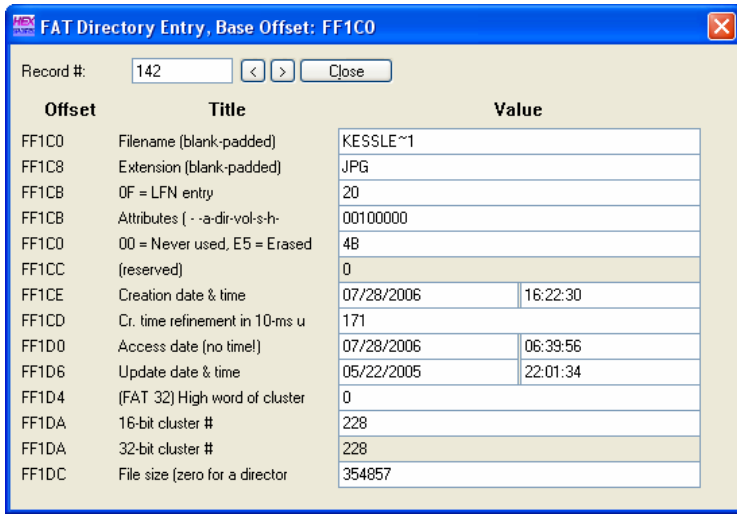 FAT Directory Entry, Base Offset: FF1C0
Record #: 142 < > Close
Offset Title Value
FF1C0 Filename (blank-padded) KESSLE~1
FF1C8 Extension (blank-padded) JPG
FF1CB 0F = LFN entry 20
FF1CB Attributes ( - -a-dir-vol-s-h- 00100000
FF1C0 00 = Never used, E5 = Erased 4B
FF1CC (reserved) 0
FF1CE Creation date & time 07/28/2006 16:22:30
FF1CD Cr. time refinement in 10-ms u 171
FF1D0 Access date (no time!) 07/28/2006 06:39:56
FF1D6 Update date & time 05/22/2005 22:01:34
FF1D4 (FAT 32) High word of cluster 0
FF1DA 16-bit cluster # 228
FF1DA 32-bit cluster # 228
FF1DC File size (zero for a director 354857